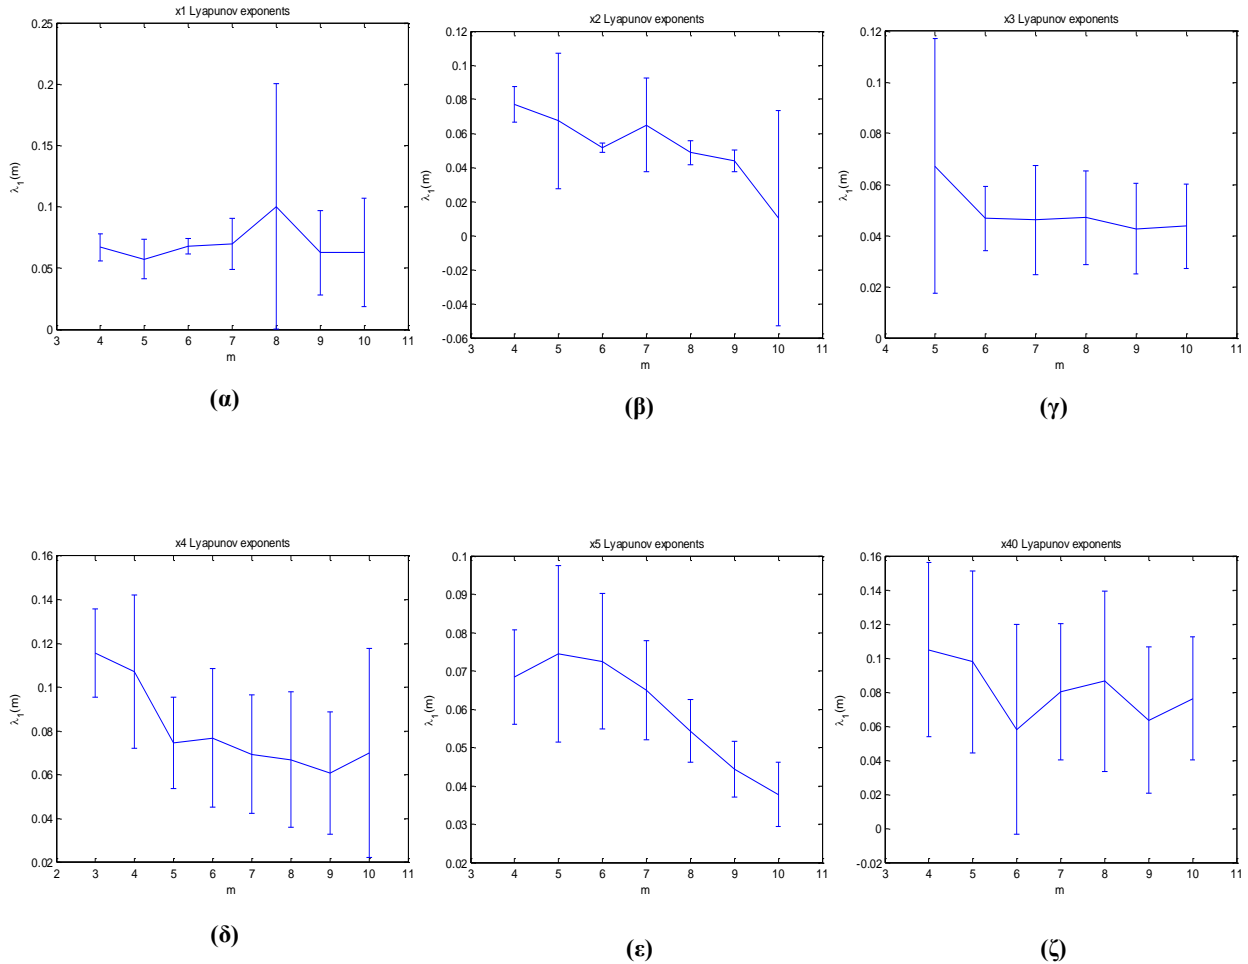 x1 Lyapunov exponents
0.25
0.2
0.15
0.1
0.05
0
λ1(m)
3 4 5 6 7 8 9 10 11
m
(α)
x2 Lyapunov exponents
0.12
0.1
0.08
0.06
0.04
0.02
0
-0.02
-0.04
-0.06
λ1(m)
3 4 5 6 7 8 9 10 11
m
(β)
x3 Lyapunov exponents
0.12
0.1
0.08
0.06
0.04
0.02
0
λ1(m)
4 5 6 7 8 9 10 11
m
(γ)
x4 Lyapunov exponents
0.16
0.14
0.12
0.1
0.08
0.06
0.04
0.02
λ1(m)
2 3 4 5 6 7 8 9 10 11
m
(δ)
x5 Lyapunov exponents
0.1
0.09
0.08
0.07
0.06
0.05
0.04
0.03
0.02
λ1(m)
3 4 5 6 7 8 9 10 11
m
(ε)
x40 Lyapunov exponents
0.16
0.14
0.12
0.1
0.08
0.06
0.04
0.02
0
-0.02
λ1(m)
3 4 5 6 7 8 9 10 11
m
(ζ)